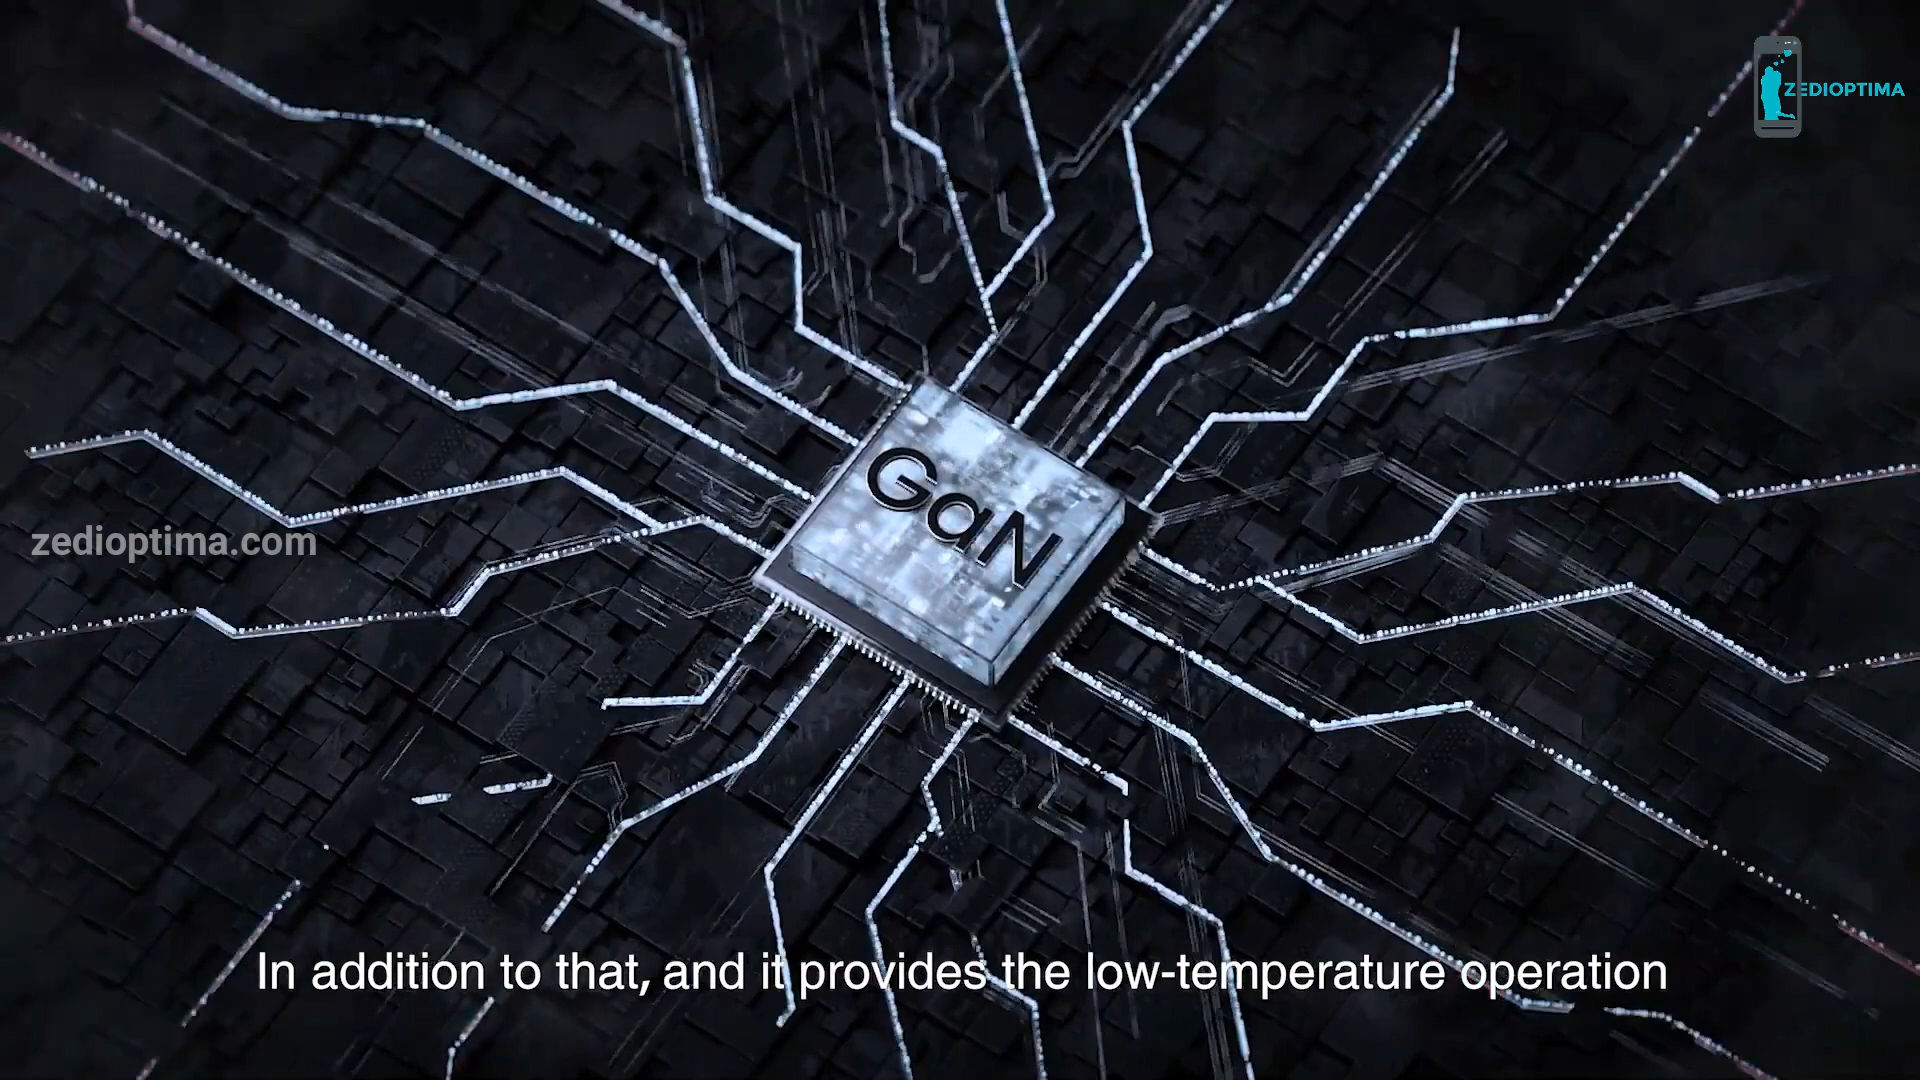 ZEDIOPTIMA
GaN
zedioptima.com
In addition to that, and it provides the low-temperature operation